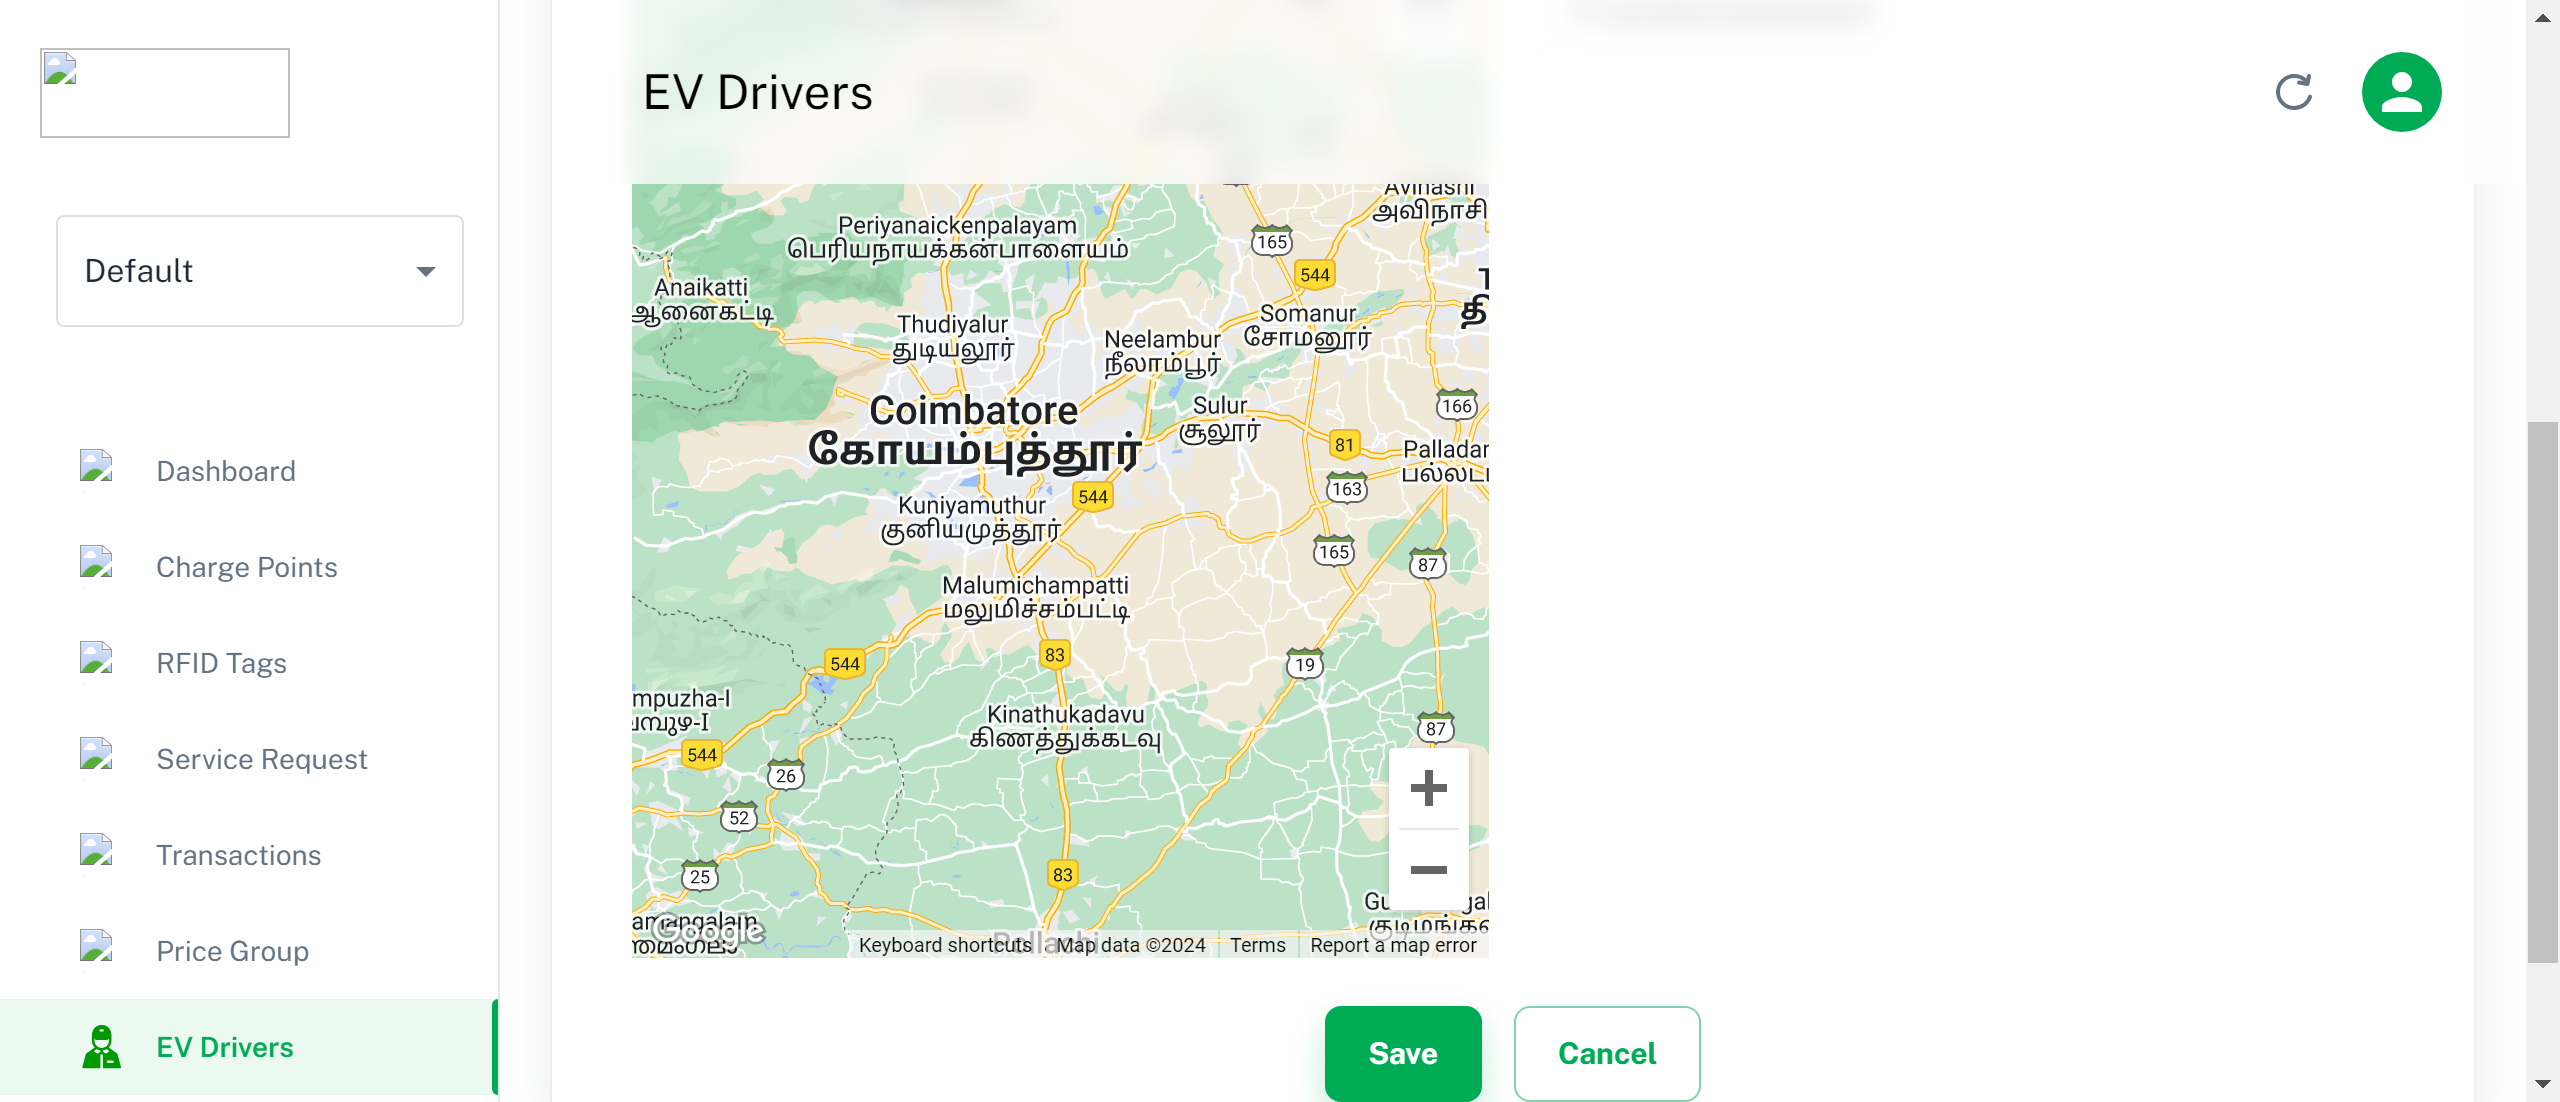 EV Drivers
Default
Dashboard
Charge Points
RFID Tags
Service Request
Transactions
Price Group
EV Drivers
Avinashi
அவிநாசி
Periyanaickenpalayam
பெரியநாயக்கன்பாளையம்
165
544
Anaikatti
ஆனைகட்டி
Somanur
சோமனூர்
Thudiyalur
துடியலூர்
Neelambur
நீலாம்பூர்
Coimbatore
கோயம்புத்தூர்
Sulur
சூலூர்
166
81
Palladam
163
Kuniyamuthur
குனியமுத்தூர்
544
165
87
Malumichampatti
மலுமிச்சம்பட்டி
83
544
19
mpuzha-I
Kinathukadavu
கிணத்துக்கடவு
87
544
26
52
25
83
Google
Pollachi
Keyboard shortcuts
Map data ©2024
Terms
Report a map error
Save
Cancel